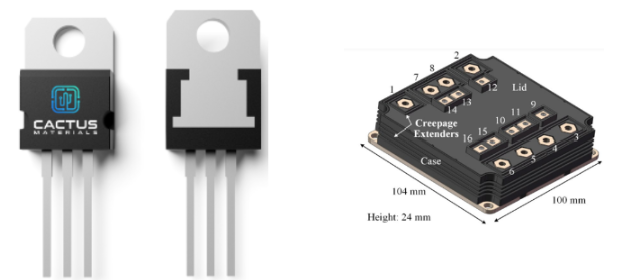 CACTUS
MATERIALS
1
7
8
2
12
Lid
14
13
Creepage
Extenders
10
11
9
16
15
3
4
5
6
Case
104 mm
100 mm
Height: 24 mm